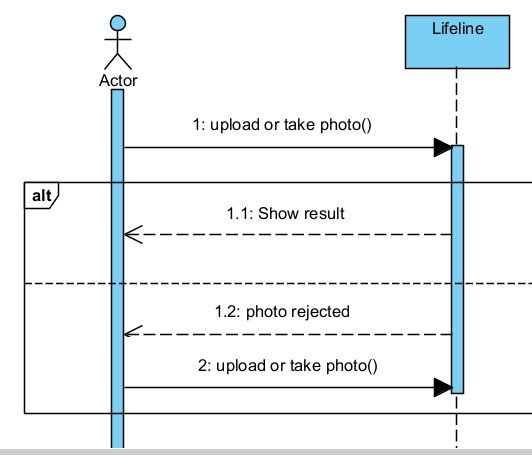 Lifeline
Actor
1: upload or take photo()
alt
1.1: Show result
1.2: photo rejected
2: upload or take photo()